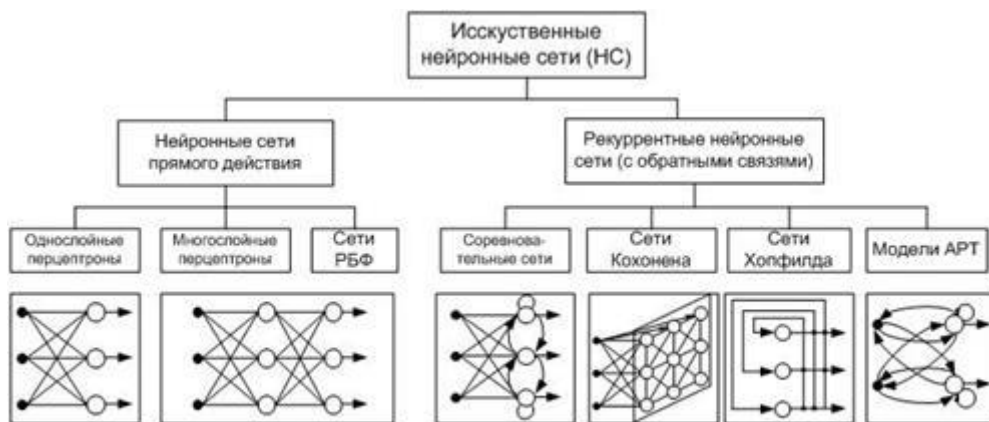 Исскуственные
нейронные сети (НС)
Нейронные сети
прямого действия
Рекуррентные нейронные
сети (с обратными связями)
Однослойные
перцептроны
Многослойные
перцептроны
Сети
РБФ
Соревнова-
тельные сети
Сети
Кохонена
Сети
Хопфилда
Модели АРТ